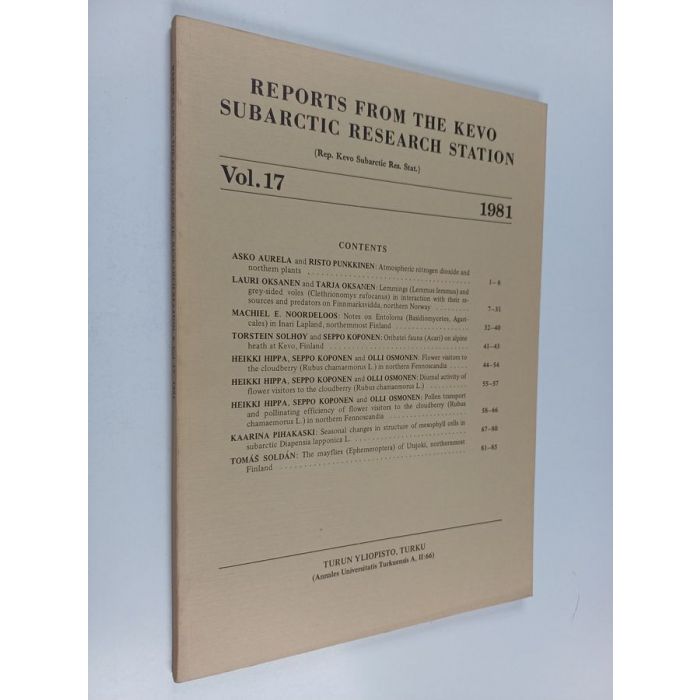 REPORTS FROM THE KEVO
SUBARCTIC RESEARCH STATION
(Rep. Kevo Subarctic Res. Stat.)
Vol. 17 1981
CONTENTS
ASKO AURELA and RISTO PUNKKINEN: Atmospheric nitrogen dioxide and
northern plants 1–6
LAURI OKSANEN and TARJA OKSANEN: Lemmings (Lemmus lemmus) and
grey-sided voles (Clethrionomys rufocanus) in interaction with their re-
sources and predators on Finnmarksvidda, northern Norway 7–31
MACHIEL E. NOORDELOOS: Notes on Entoloma (Basidiomycetes, Agari-
cales) in Inari Lapland, northernmost Finland 32–40
TORSTEIN SOLHØY and SEPPO KOPONEN: Oribatei fauna (Acari) on alpine
heath at Kevo, Finland 41–43
HEIKKI HIPPA, SEPPO KOPONEN and OLLI OSMONEN: Flower visitors to
the cloudberry (Rubus chamaemorus L.) in northern Fennoscandia 44–54
HEIKKI HIPPA, SEPPO KOPONEN and OLLI OSMONEN: Diurnal activity of
flower visitors to the cloudberry (Rubus chamaemorus L.) 55–57
HEIKKI HIPPA, SEPPO KOPONEN and OLLI OSMONEN: Pollen transport
and pollinating efficiency of flower visitors to the cloudberry (Rubus
chamaemorus L.) in northern Fennoscandia 58–66
KAARINA PIHAKASKI: Seasonal changes in structure of mesophyll cells in
subarctic Diapensia lapponica L. 67–80
TOMÁŠ SOLDÁN: The mayflies (Ephemeroptera) of Utsjoki, northernmost
Finland 81–85
TURUN YLIOPISTO, TURKU
(Annales Universitatis Turkuensis A. II:66)